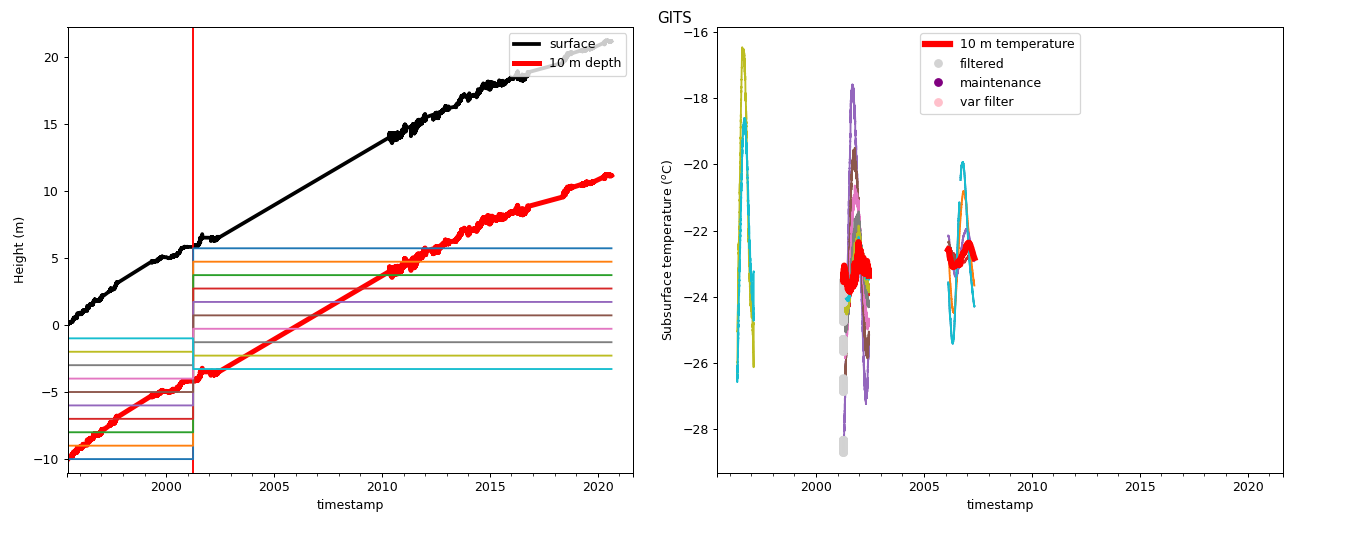 GITS
Height (m)
20
15
10
5
0
−5
−10
2000
2005
2010
2015
2020
timestamp
surface
10 m depth
Subsurface temperature (°C)
−16
−18
−20
−22
−24
−26
−28
2000
2005
2010
2015
2020
timestamp
10 m temperature
filtered
maintenance
var filter